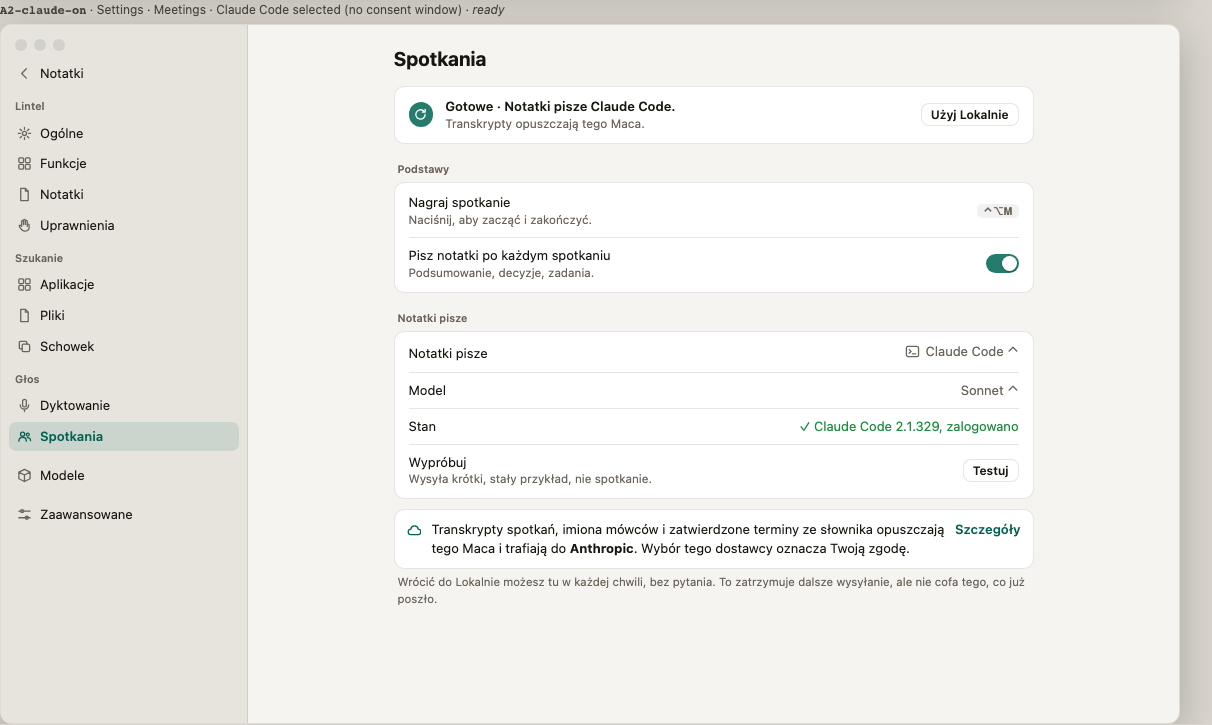 A2-claude-on · Settings · Meetings · Claude Code selected (no consent window) · ready
Notatki
Lintel
Ogólne
Funkcje
Notatki
Uprawnienia
Szukanie
Aplikacje
Pliki
Schowek
Głos
Dyktowanie
Spotkania
Modele
Zaawansowane
Spotkania
Gotowe · Notatki pisze Claude Code.
Transkrypty opuszczają tego Maca.
Użyj Lokalnie
Podstawy
Nagraj spotkanie
Naciśnij, aby zacząć i zakończyć.
⌃⌥M
Pisz notatki po każdym spotkaniu
Podsumowanie, decyzje, zadania.
Notatki pisze
Notatki pisze
Claude Code
Model
Sonnet
Stan
✓ Claude Code 2.1.329, zalogowano
Wypróbuj
Wysyła krótki, stały przykład, nie spotkanie.
Testuj
Transkrypty spotkań, imiona mówców i zatwierdzone terminy ze słownika opuszczają
tego Maca i trafiają do Anthropic. Wybór tego dostawcy oznacza Twoją zgodę.
Szczegóły
Wrócić do Lokalnie możesz tu w każdej chwili, bez pytania. To zatrzymuje dalsze wysyłanie, ale nie cofa tego, co już
poszło.